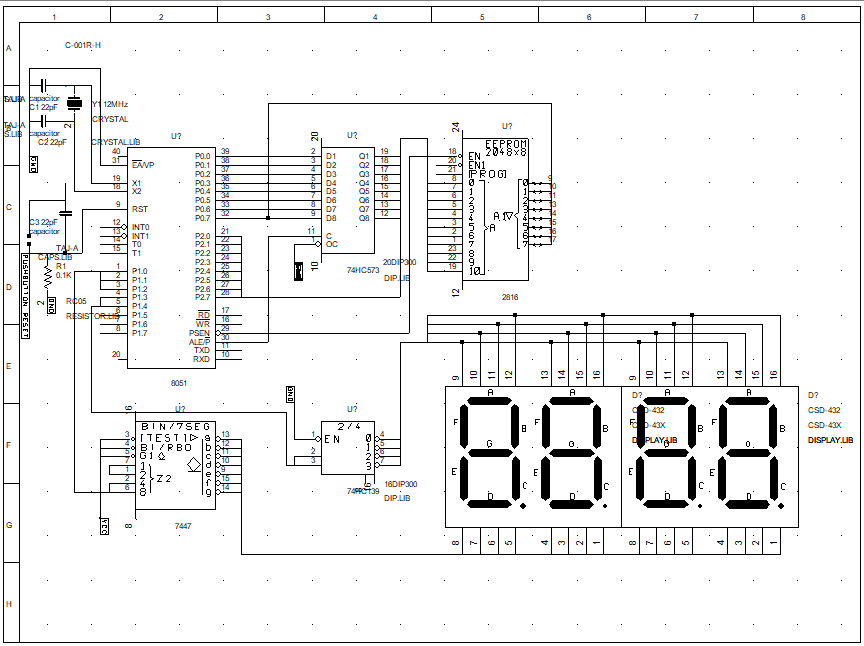 1 2 3 4 5 6 7 8
A
C-001R-H
TAJ-A
capacitor
C1 22pF
Y1 12MHz
CRYSTAL
TAJ-A
S.LIB
capacitor
C2 22pF
2
CRYSTAL.LIB
GND
C
C3 22pF
capacitor
TAJ-A
CAPS.LIB
PUSHBUTTON RESET
R1
0.1K
2
GND
D
RC05
RESISTOR.LIB
U?
40
31 EA/VP
19 X1
18 X2
9 RST
12 INT0
13 INT1
14 T0
15 T1
1 P1.0
2 P1.1
3 P1.2
4 P1.3
5 P1.4
6 P1.5
7 P1.6
8 P1.7
20
P0.0 39
P0.1 38
P0.2 37
P0.3 36
P0.4 35
P0.5 34
P0.6 33
P0.7 32
P2.0 21
P2.1 22
P2.2 23
P2.3 24
P2.4 25
P2.5 26
P2.6 27
P2.7 28
RD 17
WR 16
PSEN 29
ALE/P 30
TXD 11
RXD 10
8051
U?
20
2 D1 Q1 19
3 D2 Q2 18
4 D3 Q3 17
5 D4 Q4 16
6 D5 Q5 15
7 D6 Q6 14
8 D7 Q7 13
9 D8 Q8 12
11 C
1 OC
10
74HC573
20DIP300
DIP.LIB
U?
24
EEPROM
2048x8
18 EN
20 EN1
21 [PROG]
8 0
7 1
6 2
5 3
4 4
3 5
2 6
1 7
23 8
22 9
19 10
A
A
0 9
1 10
2 11
3 13
4 14
5 15
6 16
7 17
12
2816
E
GND
U?
16
BIN/7SEG
3 [TEST]
4 BI/RBO
5 G1
7 1
1 2
2 4
6 8
Z2
a 13
b 12
c 11
d 10
e 9
f 15
g 14
8
VCC
7447
U?
2/4
1 EN
2
3
0 4
1 5
2 6
3 7
74HC139
16DIP300
DIP.LIB
F
G
H
9 10 11 12 13 14 15 16 9 10 11 12 13 14 15 16
A A A A
F B G E C D
F B G E C D
F B G E C D
F B G E C D
D?
CSD-432
CSD-43X
DISPLAY.LIB
D?
CSD-432
CSD-43X
DISPLAY.LIB
8 7 6 5 4 3 2 1 8 7 6 5 4 3 2 1